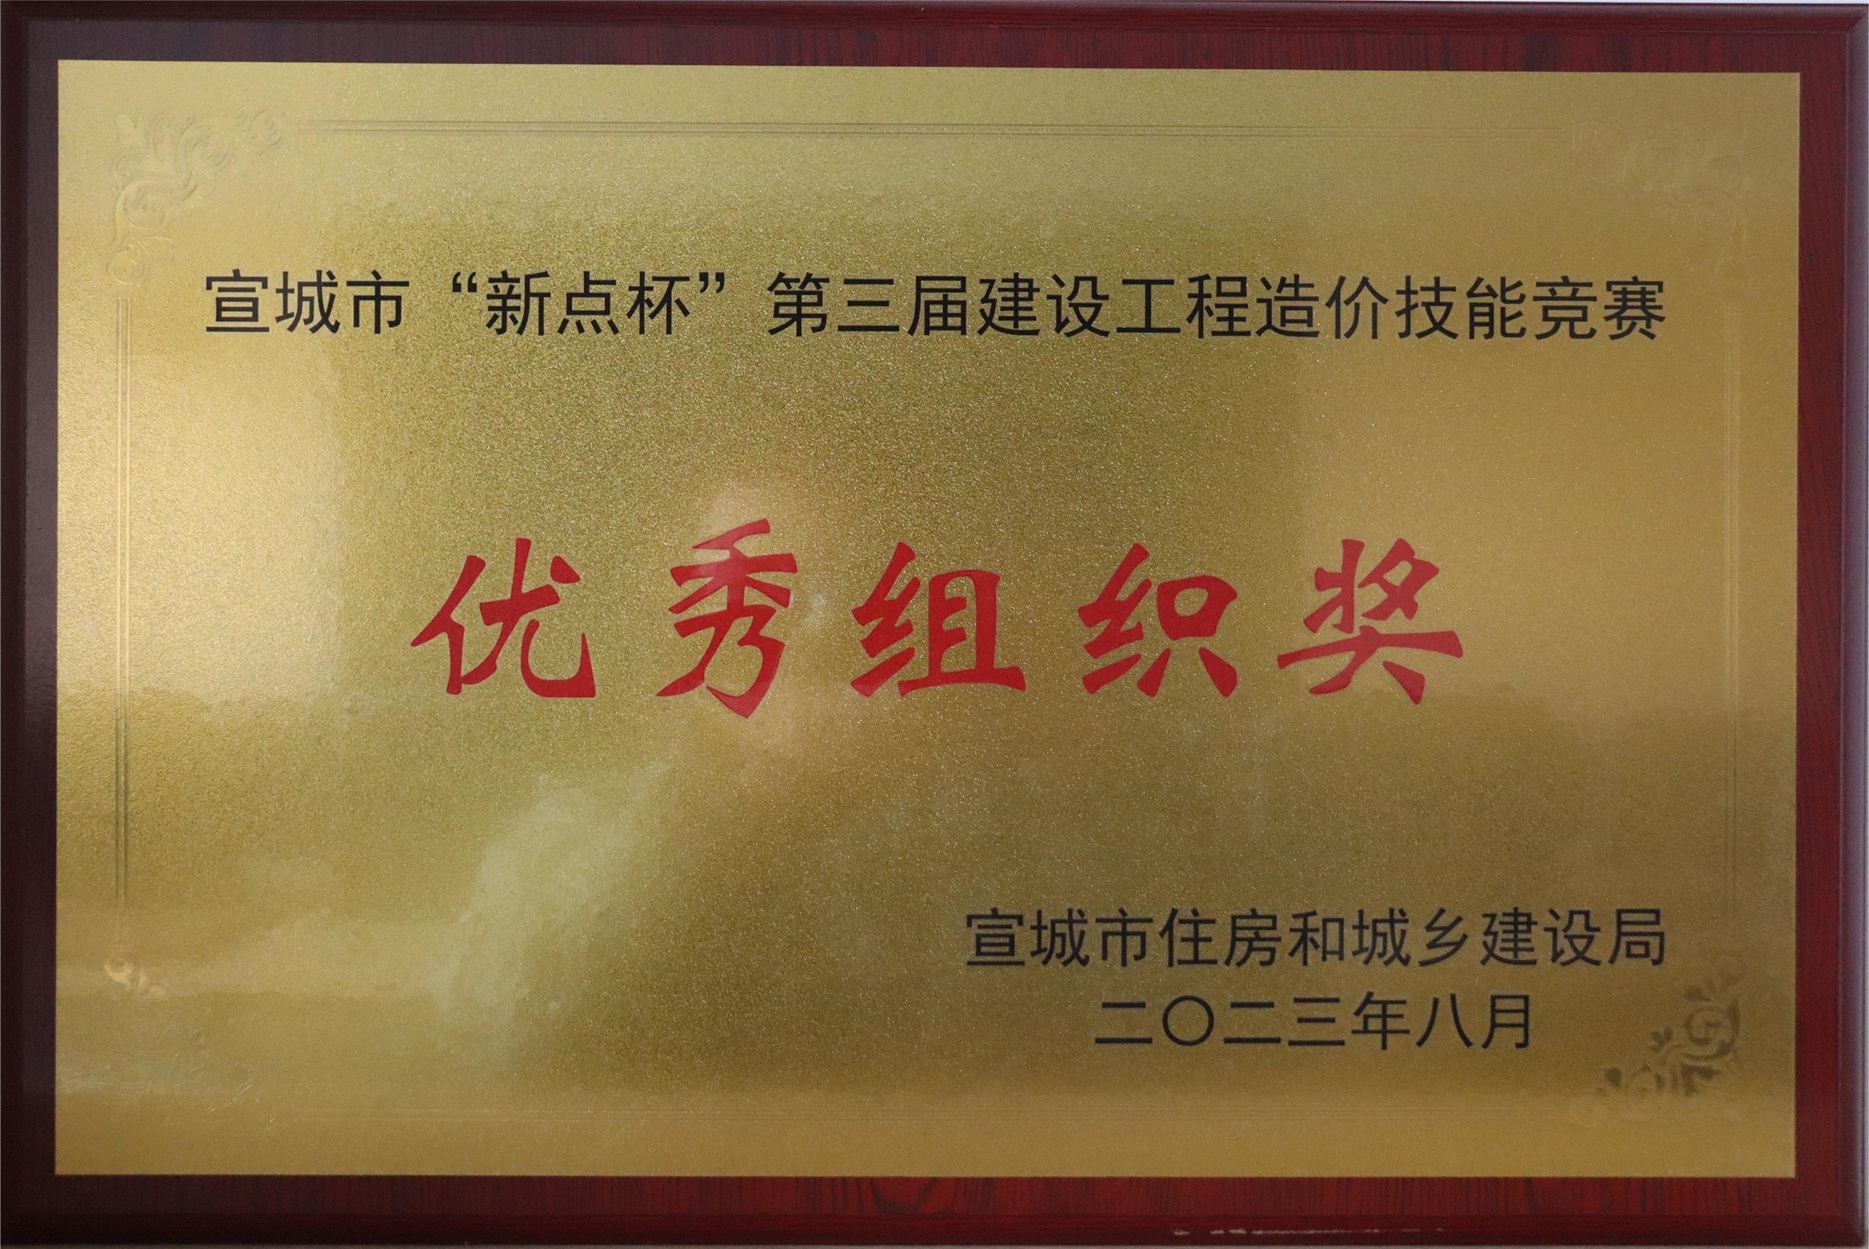 宣城市“新点杯”第三届建设工程造价技能竞赛
优秀组织奖
宣城市住房和城乡建设局
二〇二三年八月